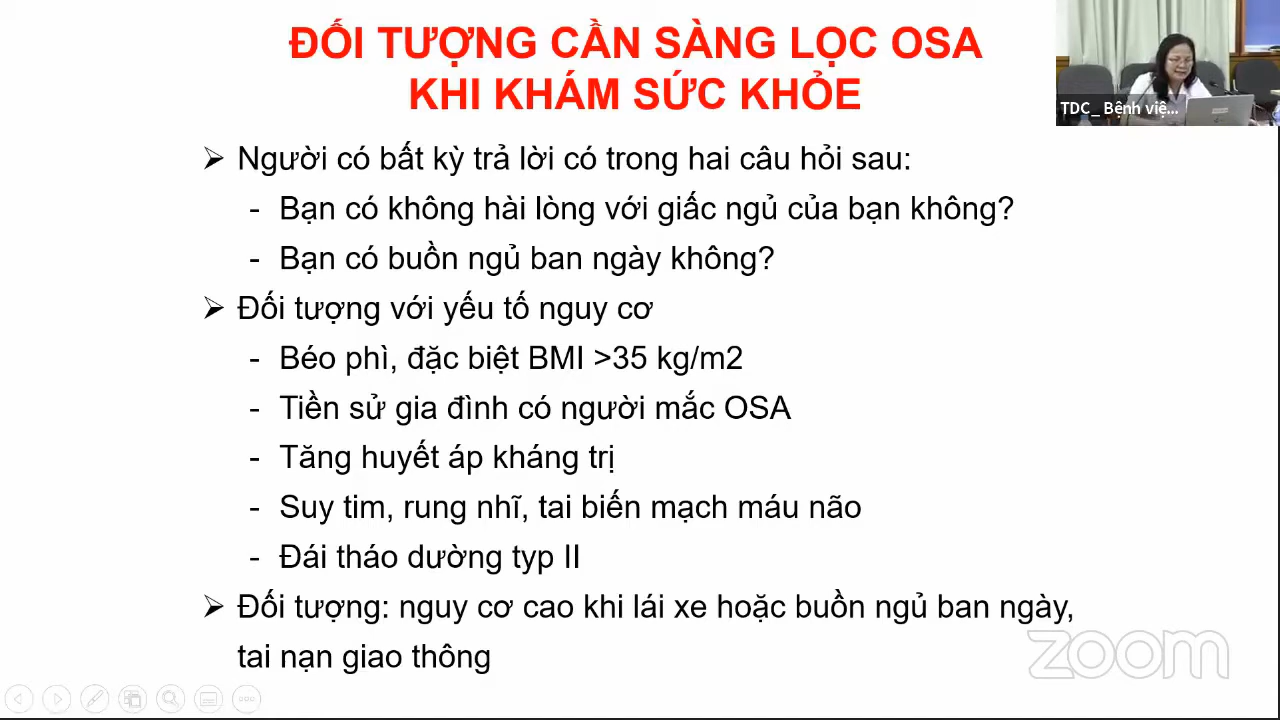 ĐỐI TƯỢNG CẦN SÀNG LỌC OSA
KHI KHÁM SỨC KHỎE
TDC_ Bệnh việ...
➢ Người có bất kỳ trả lời có trong hai câu hỏi sau:
- Bạn có không hài lòng với giấc ngủ của bạn không?
- Bạn có buồn ngủ ban ngày không?
➢ Đối tượng với yếu tố nguy cơ
- Béo phì, đặc biệt BMI >35 kg/m2
- Tiền sử gia đình có người mắc OSA
- Tăng huyết áp kháng trị
- Suy tim, rung nhĩ, tai biến mạch máu não
- Đái tháo dường typ II
➢ Đối tượng: nguy cơ cao khi lái xe hoặc buồn ngủ ban ngày,
tai nạn giao thông
zoom